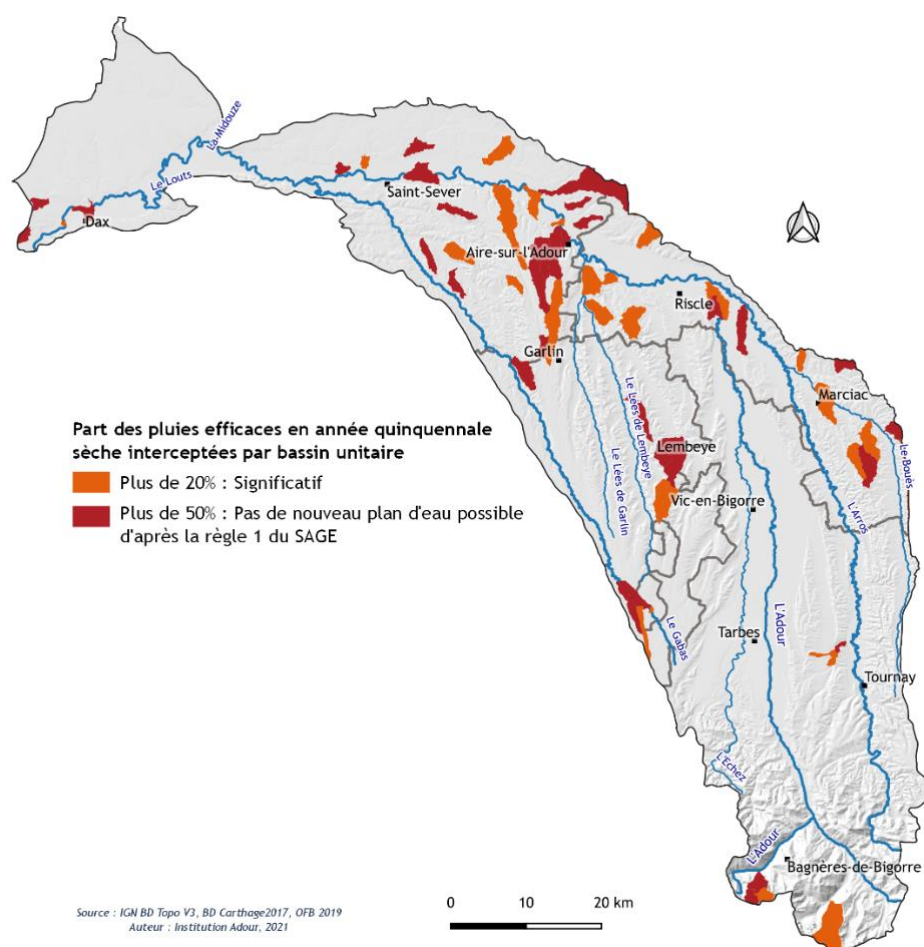 La-Midouze
Le Louts
Saint-Sever
Dax
Aire-sur-l'Adour
Riscle
Garlin
Marciac
Le Lées de Lembeye
Le Bouès
Part des pluies efficaces en année quinquennale
sèche interceptées par bassin unitaire
Lembeye
Plus de 20% : Significatif
Le Lées de Garlin
Vic-en-Bigorre
L'Arros
Plus de 50% : Pas de nouveau plan d'eau possible
d'après la règle 1 du SAGE
L'Adour
Le Gabas
Tarbes
Tournay
L'Echez
L'Adour
Bagnères-de-Bigorre
0 10 20 km
Source : IGN BD Topo V3, BD Carthage2017, OFB 2019
Auteur : Institution Adour, 2021